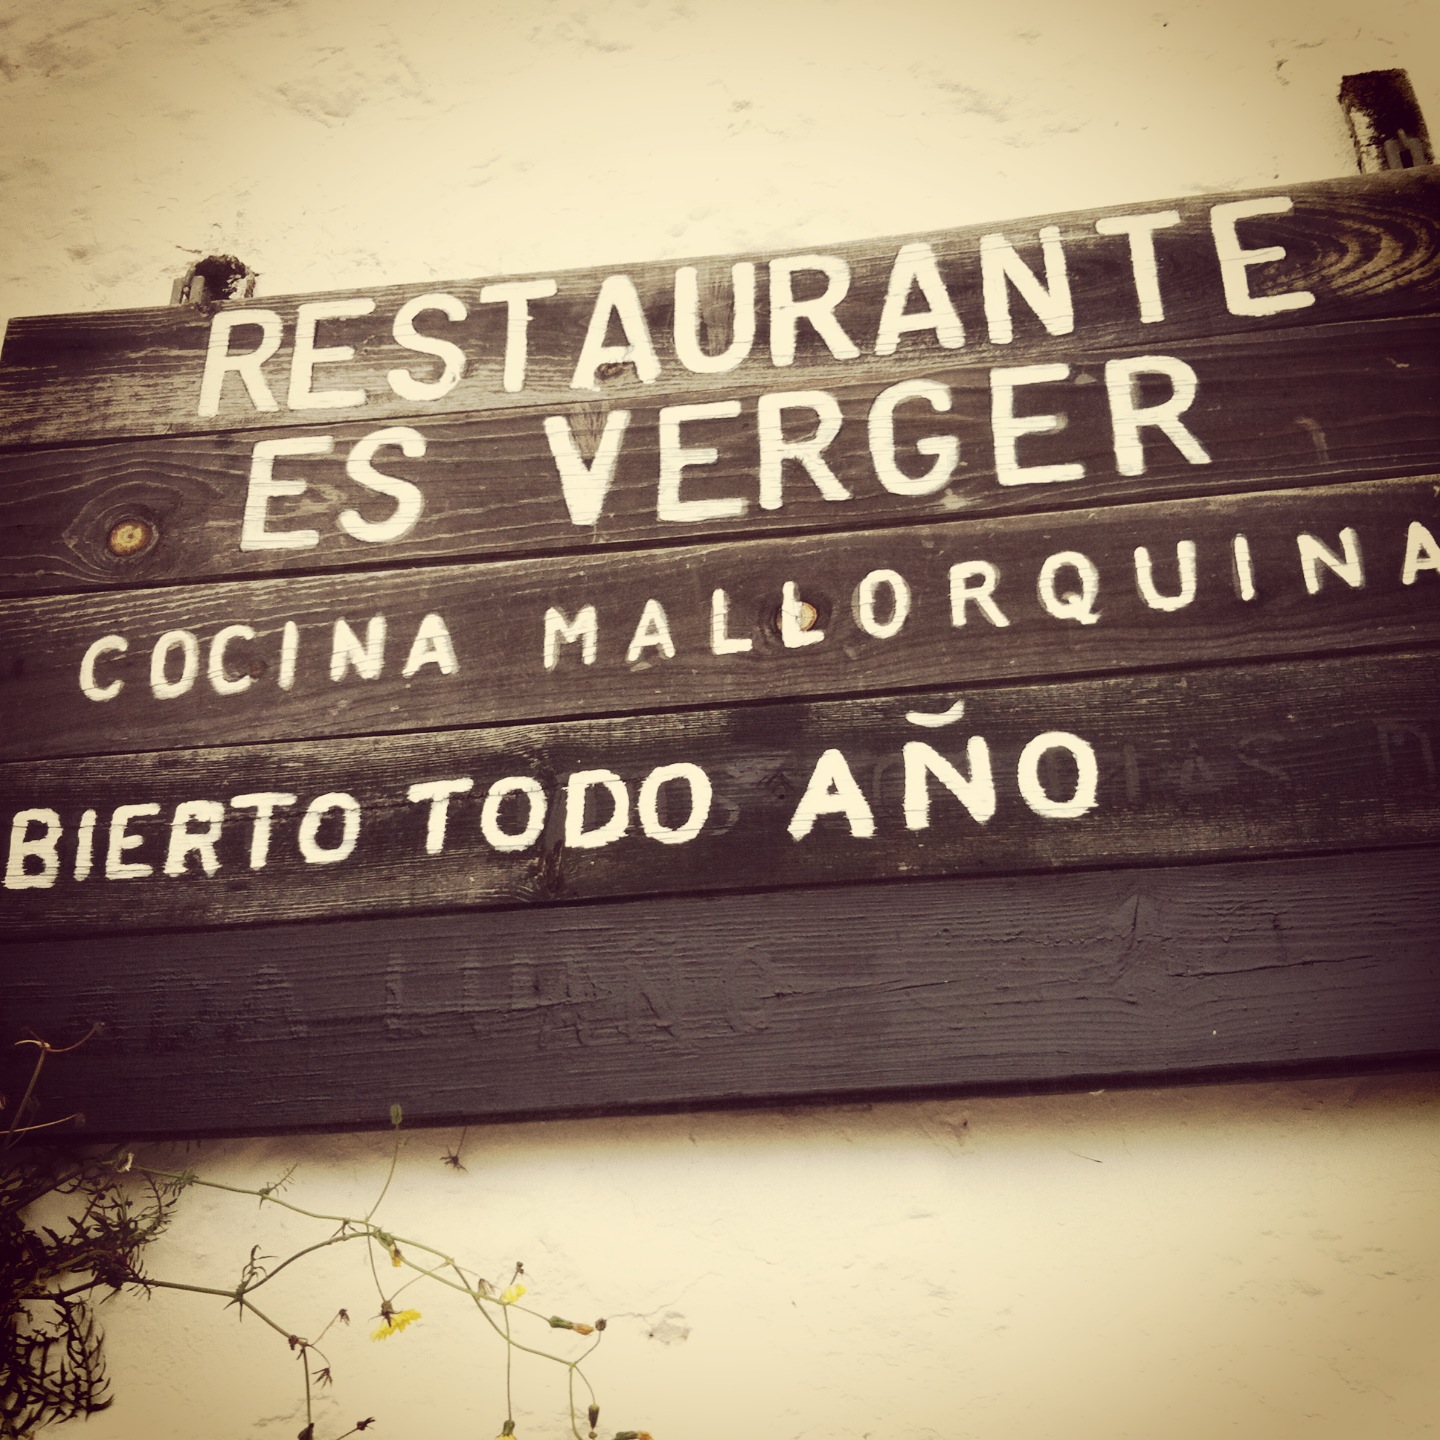 RESTAURANTE
ES VERGER
COCINA MALLORQUINA
BIERTO TODO AÑO